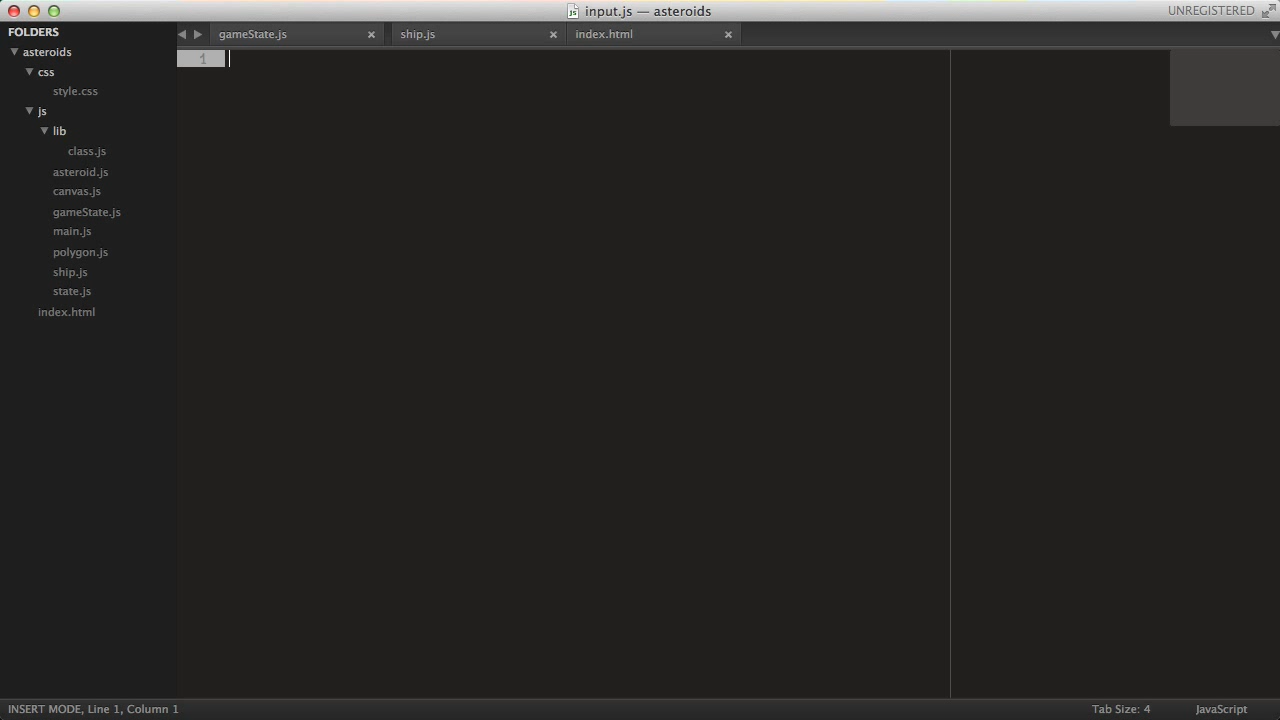 input.js — asteroids
UNREGISTERED
FOLDERS
asteroids
css
style.css
js
lib
class.js
asteroid.js
canvas.js
gameState.js
main.js
polygon.js
ship.js
state.js
index.html
gameState.js
ship.js
index.html
1
INSERT MODE, Line 1, Column 1
Tab Size: 4
JavaScript